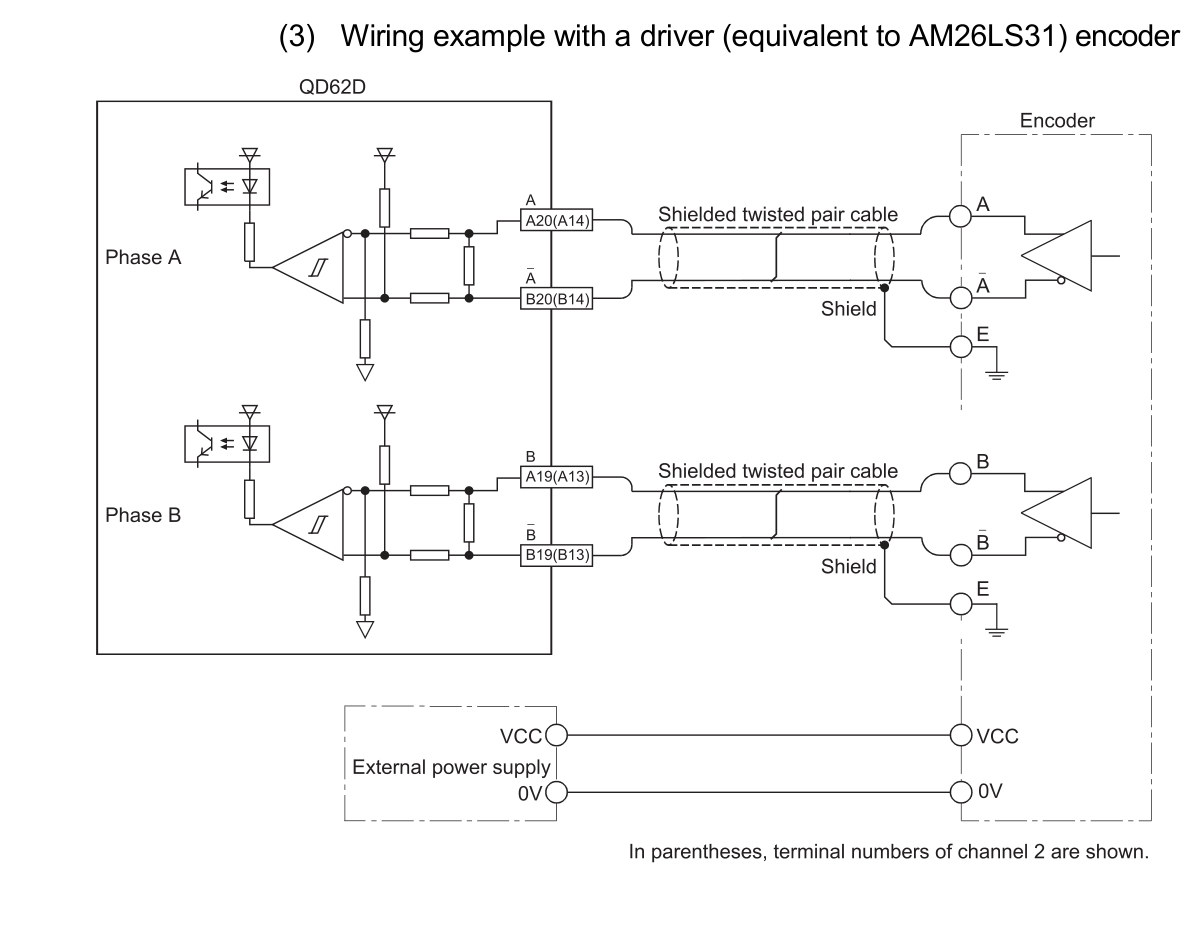 (3) Wiring example with a driver (equivalent to AM26LS31) encoder
QD62D
Encoder
A
A20(A14)
Shielded twisted pair cable
A
Phase A
A̅
B20(B14)
A̅
Shield
E
B
A19(A13)
Shielded twisted pair cable
B
Phase B
B̅
B19(B13)
B̅
Shield
E
VCC
VCC
External power supply
0V
0V
In parentheses, terminal numbers of channel 2 are shown.